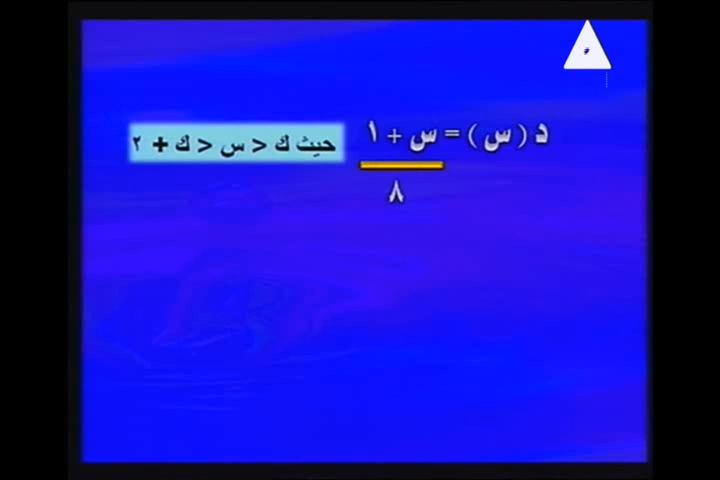 د ( س ) = س + ١ حيث ك > س > ك + ٢
٨